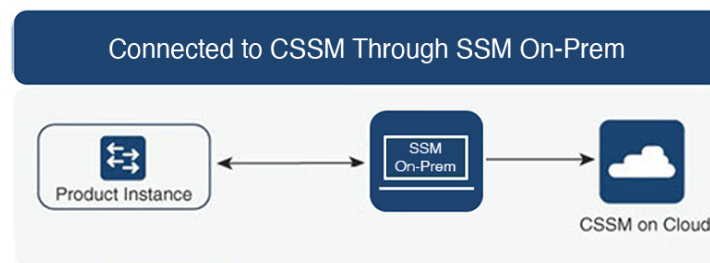 Connected to CSSM Through SSM On-Prem
SSM
On-Prem
Product Instance
CSSM on Cloud